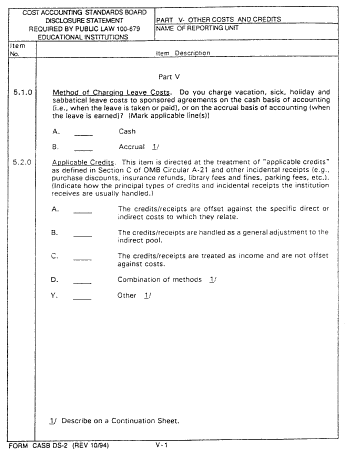 COST ACCOUNTING STANDARDS BOARD
DISCLOSURE STATEMENT
REQUIRED BY PUBLIC LAW 100-679
EDUCATIONAL INSTITUTIONS
PART V- OTHER COSTS AND CREDITS
NAME OF REPORTING UNIT
Item
No.
Item Description
Part V
5.1.0 Method of Charging Leave Costs. Do you charge vacation, sick, holiday and
sabbatical leave costs to sponsored agreements on the cash basis of accounting
(i.e., when the leave is taken or paid), or on the accrual basis of accounting (when
the leave is earned)? (Mark applicable line(s))
A. ____ Cash
B. ____ Accrual 1/
5.2.0 Applicable Credits. This item is directed at the treatment of "applicable credits"
as defined in Section C of OMB Circular A-21 and other incidental receipts (e.g.,
purchase discounts, insurance refunds, library fees and fines, parking fees, etc.).
(Indicate how the principal types of credits and incidental receipts the institution
receives are usually handled.)
A. ____ The credits/receipts are offset against the specific direct or
indirect costs to which they relate.
B. ____ The credits/receipts are handled as a general adjustment to the
indirect pool.
C. ____ The credits/receipts are treated as income and are not offset
against costs.
D. ____ Combination of methods 1/
Y. ____ Other 1/
1/ Describe on a Continuation Sheet.
FORM CASB DS-2 (REV 10/94) V-1